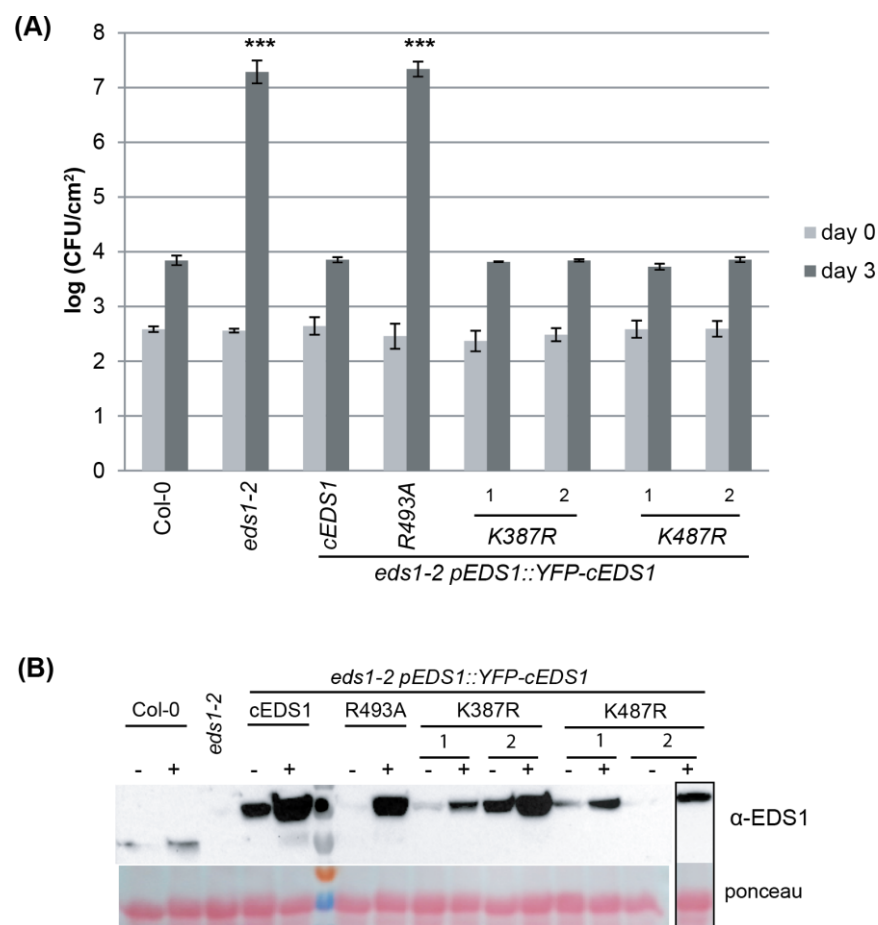 (A)
8
7
6
5
4
3
2
1
0
log (CFU/cm²)
*** ***
day 0
day 3
Col-0
eds1-2
cEDS1
R493A
1 2 1 2
K387R K487R
eds1-2 pEDS1::YFP-cEDS1
(B)
eds1-2 pEDS1::YFP-cEDS1
Col-0 eds1-2 cEDS1 R493A K387R K487R
1 2 1 2
- + - + - + - + - + - + - +
α-EDS1
ponceau